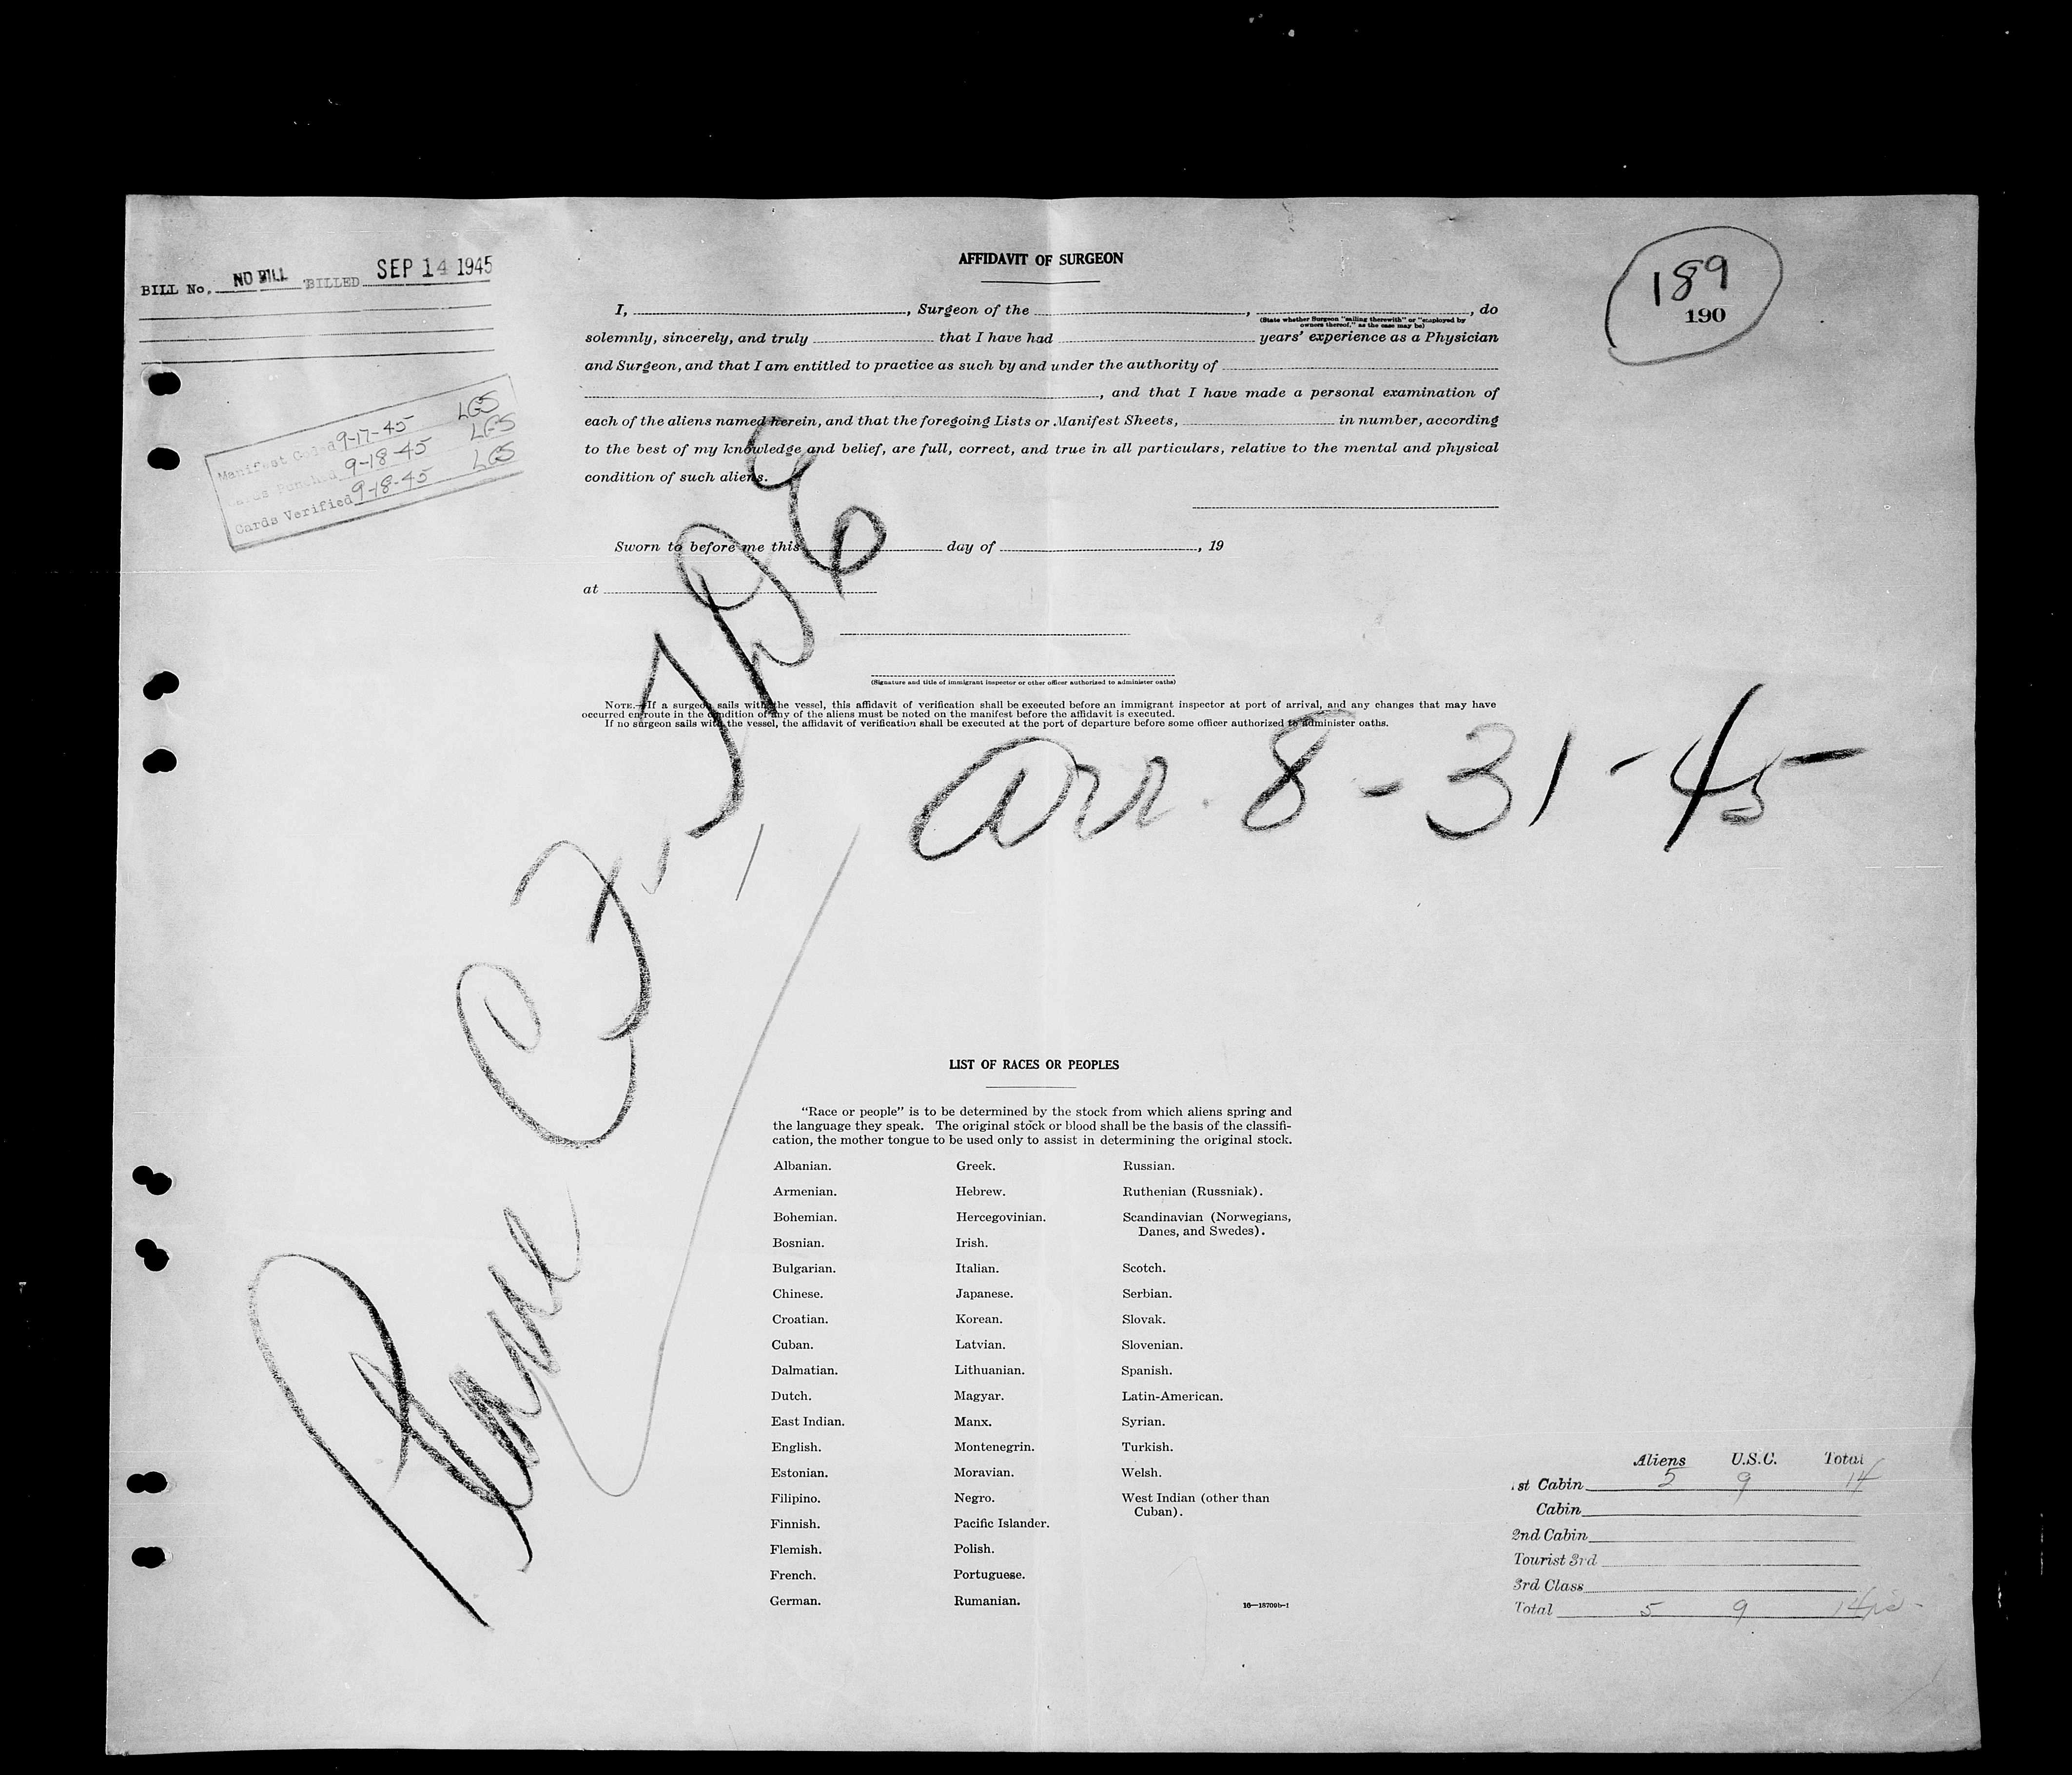 BILL No. NO BILL BILLED SEP 14 1945
Manifest Coded 9-17-45 LGS
Cards Punched 9-18-45 LGS
Cards Verified 9-18-45 LGS
189
190
AFFIDAVIT OF SURGEON
I, , Surgeon of the , , do
(State whether Surgeon "sailing therewith" or "employed by
owners thereof," as the case may be)
solemnly, sincerely, and truly that I have had years' experience as a Physician
and Surgeon, and that I am entitled to practice as such by and under the authority of
, and that I have made a personal examination of
each of the aliens named herein, and that the foregoing Lists or Manifest Sheets, in number, according
to the best of my knowledge and belief, are full, correct, and true in all particulars, relative to the mental and physical
condition of such aliens.
Sworn to before me this day of , 19
at
(Signature and title of immigrant inspector or other officer authorized to administer oaths)
NOTE.—If a surgeon sails with the vessel, this affidavit of verification shall be executed before an immigrant inspector at port of arrival, and any changes that may have
occurred en route in the condition of any of the aliens must be noted on the manifest before the affidavit is executed.
If no surgeon sails with the vessel, the affidavit of verification shall be executed at the port of departure before some officer authorized to administer oaths.
Plane
arr. 8-31-45
LIST OF RACES OR PEOPLES
"Race or people" is to be determined by the stock from which aliens spring and
the language they speak. The original stock or blood shall be the basis of the classifi-
cation, the mother tongue to be used only to assist in determining the original stock.
Albanian.
Armenian.
Bohemian.
Bosnian.
Bulgarian.
Chinese.
Croatian.
Cuban.
Dalmatian.
Dutch.
East Indian.
English.
Estonian.
Filipino.
Finnish.
Flemish.
French.
German.
Greek.
Hebrew.
Hercegovinian.
Irish.
Italian.
Japanese.
Korean.
Latvian.
Lithuanian.
Magyar.
Manx.
Montenegrin.
Moravian.
Negro.
Pacific Islander.
Polish.
Portuguese.
Rumanian.
Russian.
Ruthenian (Russniak).
Scandinavian (Norwegians,
Danes, and Swedes).
Scotch.
Serbian.
Slovak.
Slovenian.
Spanish.
Latin-American.
Syrian.
Turkish.
Welsh.
West Indian (other than
Cuban).
16—18709b-1
Aliens U.S.C. Total
1st Cabin 5 9 14
Cabin
2nd Cabin
Tourist 3rd
3rd Class
Total 5 9 14